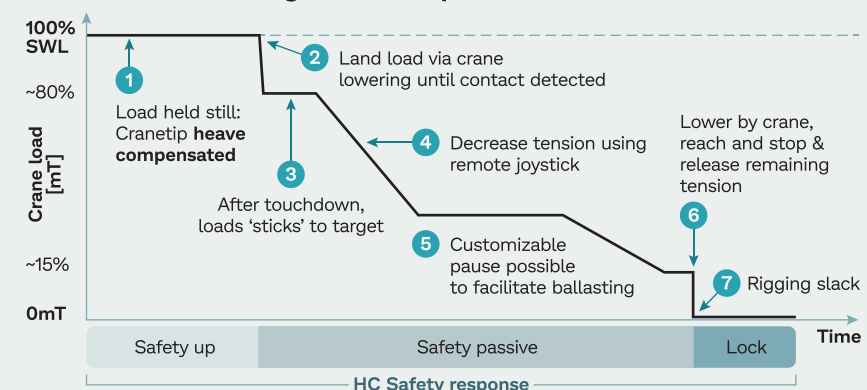 100%
SWL
~80%
Crane load
[mT]
~15%
0mT
1
Load held still:
Cranetip heave
compensated
2
Land load via crane
lowering until contact detected
3
After touchdown,
loads ‘sticks’ to target
4
Decrease tension using
remote joystick
5
Customizable
pause possible
to facilitate ballasting
Lower by crane,
reach and stop &
release remaining
tension
6
7
Rigging slack
Time
Safety up
Safety passive
Lock
HC Safety response